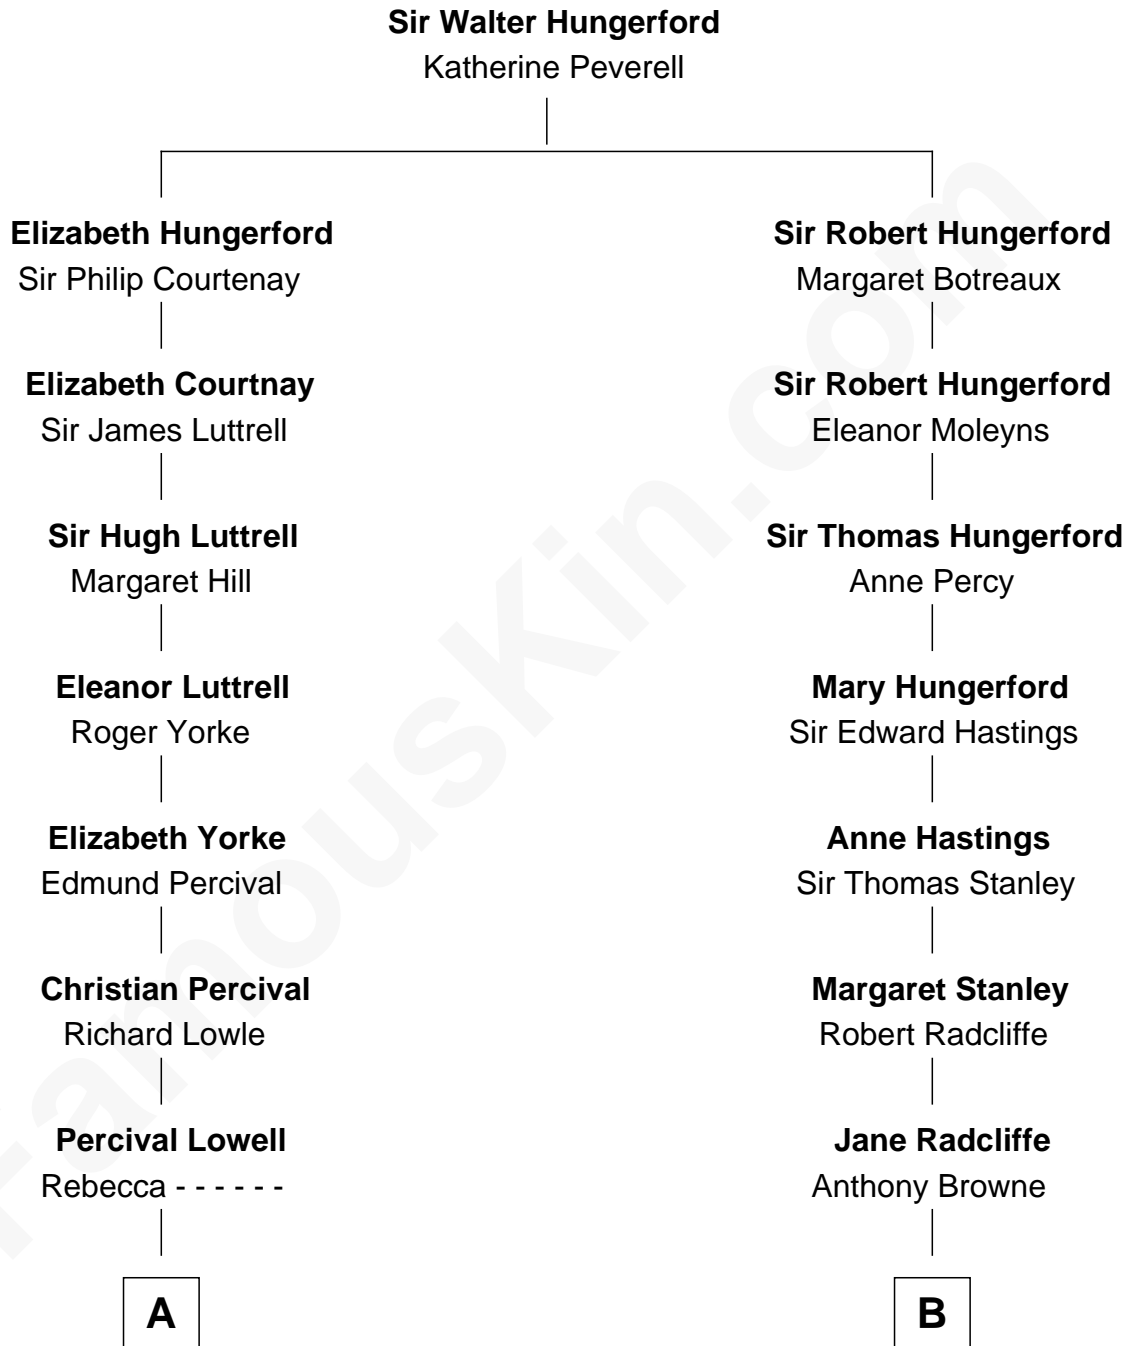 Sir Walter Hungerford
Katherine Peverell
Elizabeth Hungerford
Sir Philip Courtenay
Sir Robert Hungerford
Margaret Botreaux
Elizabeth Courtnay
Sir James Luttrell
Sir Robert Hungerford
Eleanor Moleyns
Sir Hugh Luttrell
Margaret Hill
Sir Thomas Hungerford
Anne Percy
Eleanor Luttrell
Roger Yorke
Mary Hungerford
Sir Edward Hastings
Elizabeth Yorke
Edmund Percival
Anne Hastings
Sir Thomas Stanley
Christian Percival
Richard Lowle
Margaret Stanley
Robert Radcliffe
Percival Lowell
Rebecca - - - - - -
Jane Radcliffe
Anthony Browne
A
B
FamousKin.com